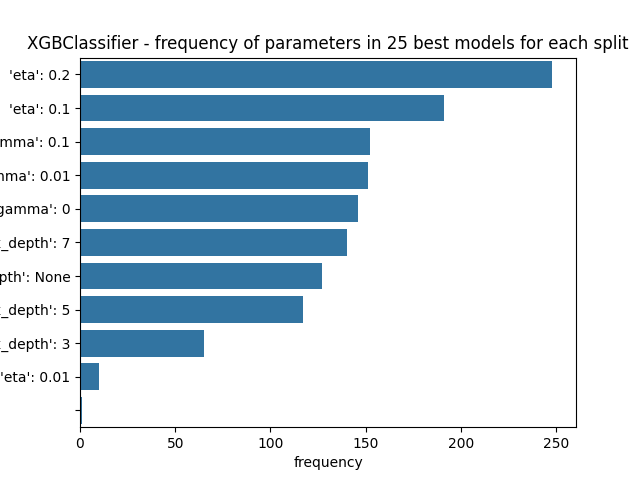 XGBClassifier - frequency of parameters in 25 best models for each split
'eta': 0.2
'eta': 0.1
mma': 0.1
ma': 0.01
gamma': 0
_depth': 7
pth': None
_depth': 5
_depth': 3
'eta': 0.01
0 50 100 150 200 250
frequency